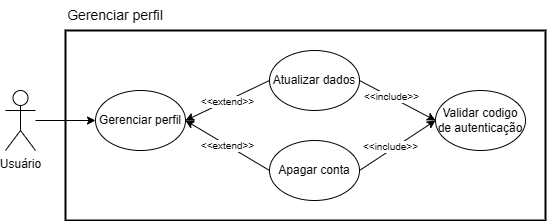 Gerenciar perfil
Atualizar dados
<<extend>>
<<include>>
Gerenciar perfil
Validar codigo
de autenticação
Usuário
<<extend>>
<<include>>
Apagar conta